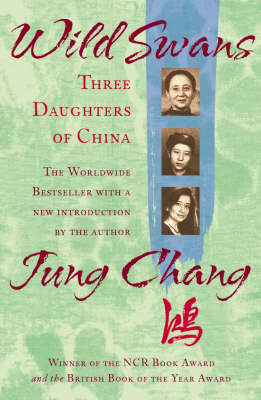 Wild Swans
THREE
DAUGHTERS
OF CHINA
THE WORLDWIDE
BESTSELLER WITH A
NEW INTRODUCTION
BY THE AUTHOR
Jung Chang
鴻
WINNER OF THE NCR BOOK AWARD
and the BRITISH BOOK OF THE YEAR AWARD